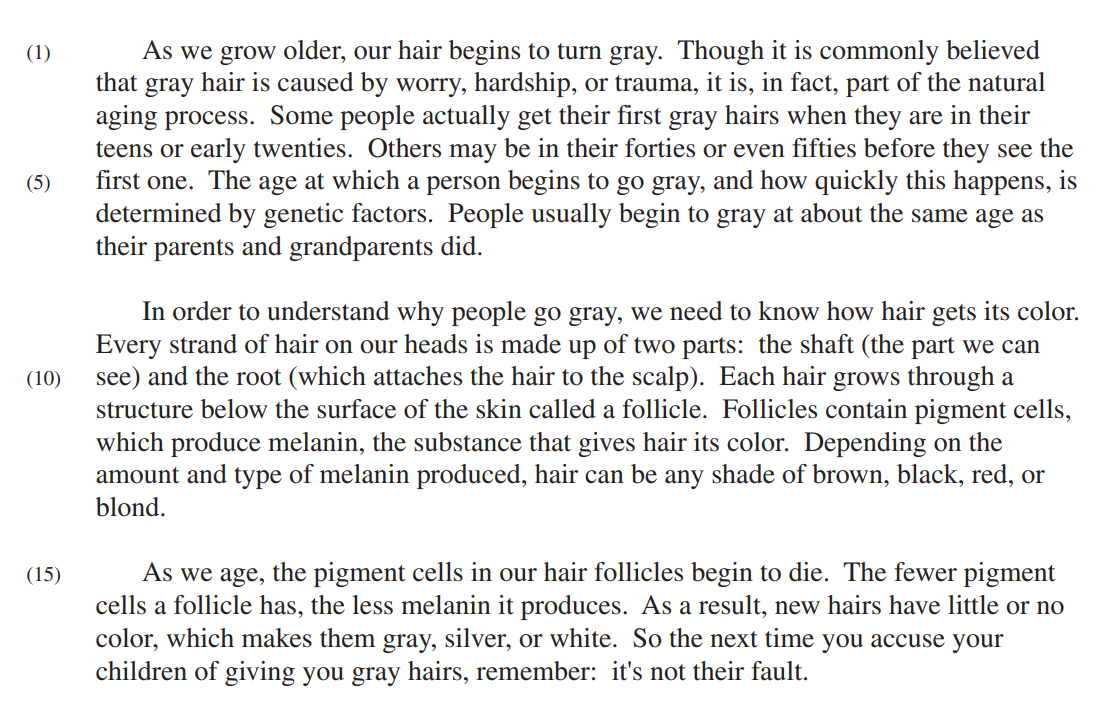 (1) As we grow older, our hair begins to turn gray. Though it is commonly believed
that gray hair is caused by worry, hardship, or trauma, it is, in fact, part of the natural
aging process. Some people actually get their first gray hairs when they are in their
teens or early twenties. Others may be in their forties or even fifties before they see the
(5) first one. The age at which a person begins to go gray, and how quickly this happens, is
determined by genetic factors. People usually begin to gray at about the same age as
their parents and grandparents did.
In order to understand why people go gray, we need to know how hair gets its color.
Every strand of hair on our heads is made up of two parts: the shaft (the part we can
(10) see) and the root (which attaches the hair to the scalp). Each hair grows through a
structure below the surface of the skin called a follicle. Follicles contain pigment cells,
which produce melanin, the substance that gives hair its color. Depending on the
amount and type of melanin produced, hair can be any shade of brown, black, red, or
blond.
(15) As we age, the pigment cells in our hair follicles begin to die. The fewer pigment
cells a follicle has, the less melanin it produces. As a result, new hairs have little or no
color, which makes them gray, silver, or white. So the next time you accuse your
children of giving you gray hairs, remember: it's not their fault.